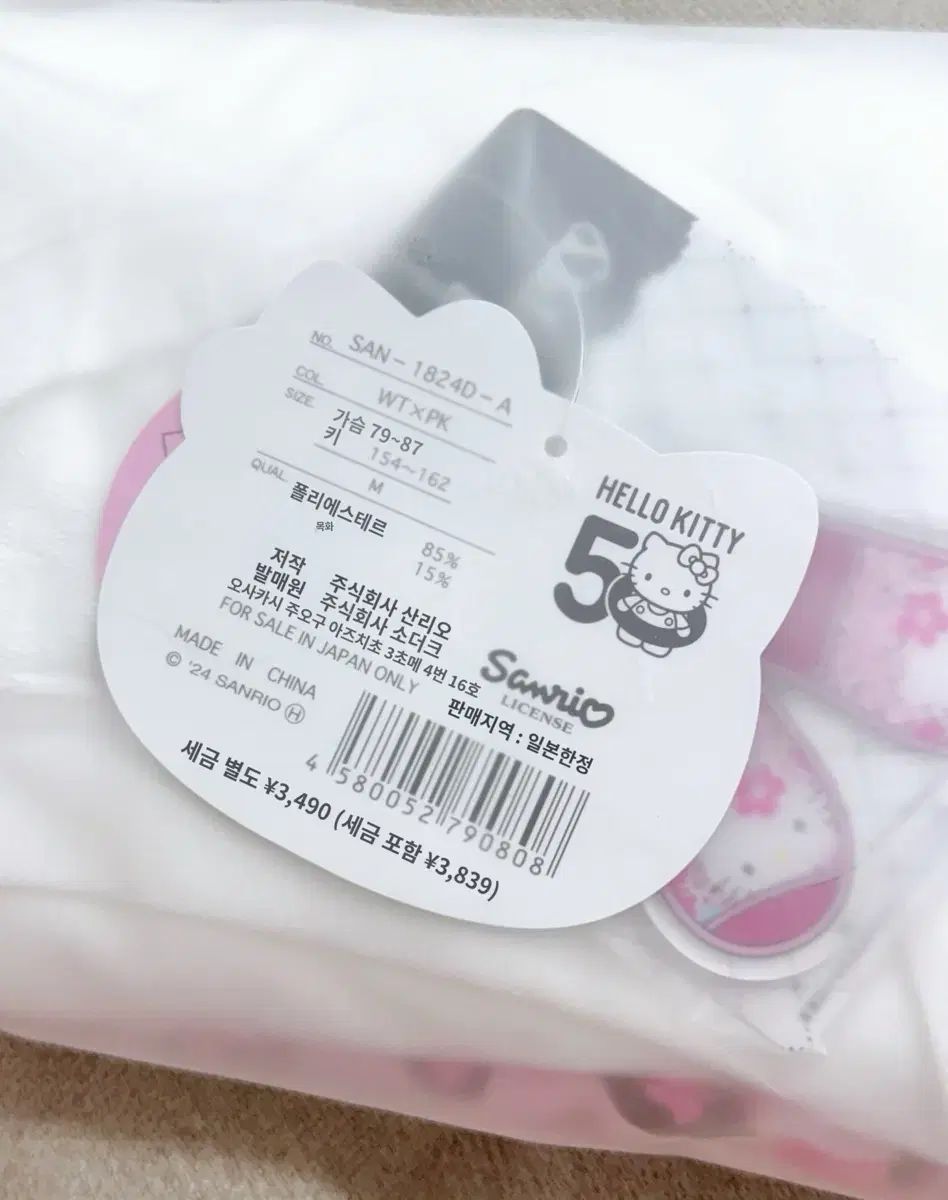 NO. SAN-1824D-A
COL. WT×PK
SIZE 가슴 79~87
키 154~162
M
QUAL 폴리에스테르 85%
목화 15%
저작 주식회사 산리오
발매원 주식회사 소더크
오사카시 주오구 아즈치초 3초메 4번 16호
FOR SALE IN JAPAN ONLY
MADE IN CHINA
© '24 SANRIO Ⓗ
HELLO KITTY
50
Sanrio
LICENSE
판매지역 : 일본한정
4 580052 790808
세금 별도 ¥3,490 (세금 포함 ¥3,839)